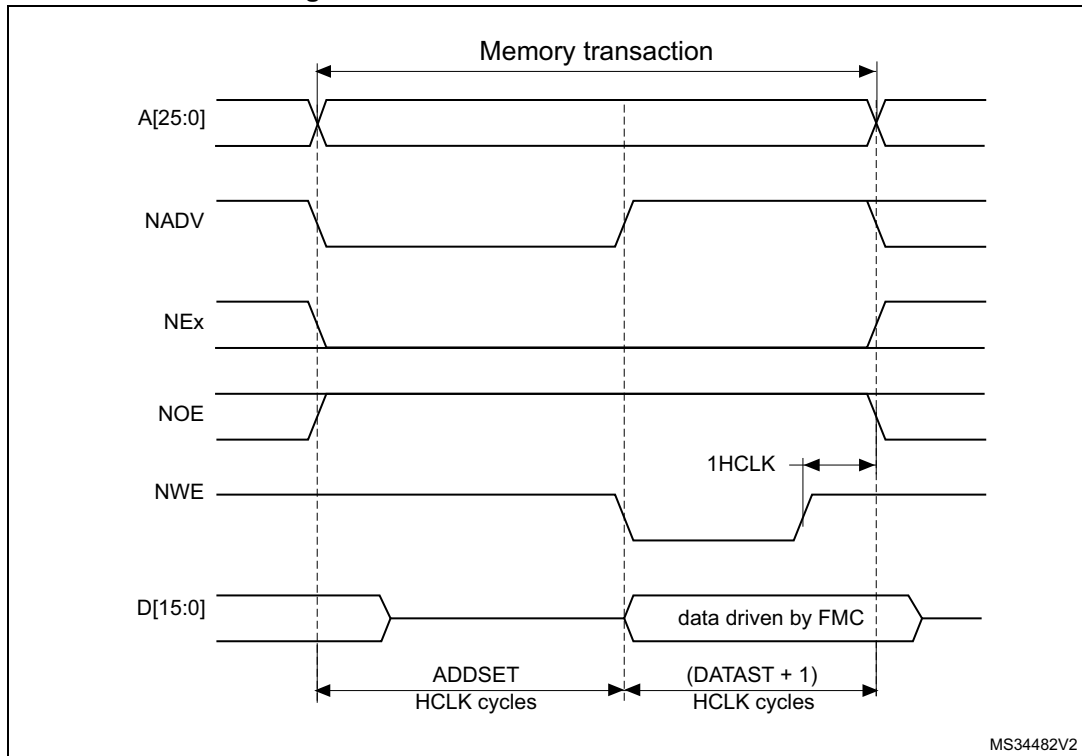 Memory transaction
A[25:0]
NADV
NEx
NOE
1HCLK
NWE
D[15:0]
data driven by FMC
ADDSET
HCLK cycles
(DATAST + 1)
HCLK cycles
MS34482V2